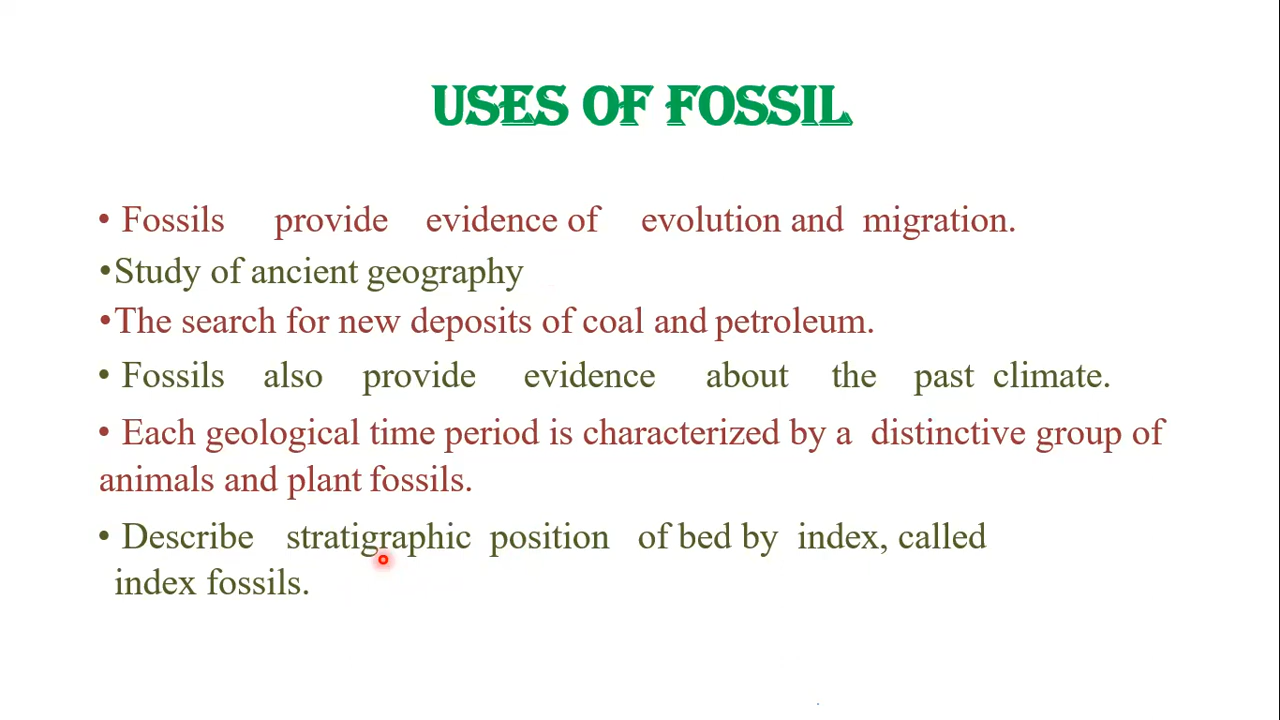 USES OF FOSSIL
• Fossils provide evidence of evolution and migration.
•Study of ancient geography
•The search for new deposits of coal and petroleum.
• Fossils also provide evidence about the past climate.
• Each geological time period is characterized by a distinctive group of
animals and plant fossils.
• Describe stratigraphic position of bed by index, called
index fossils.